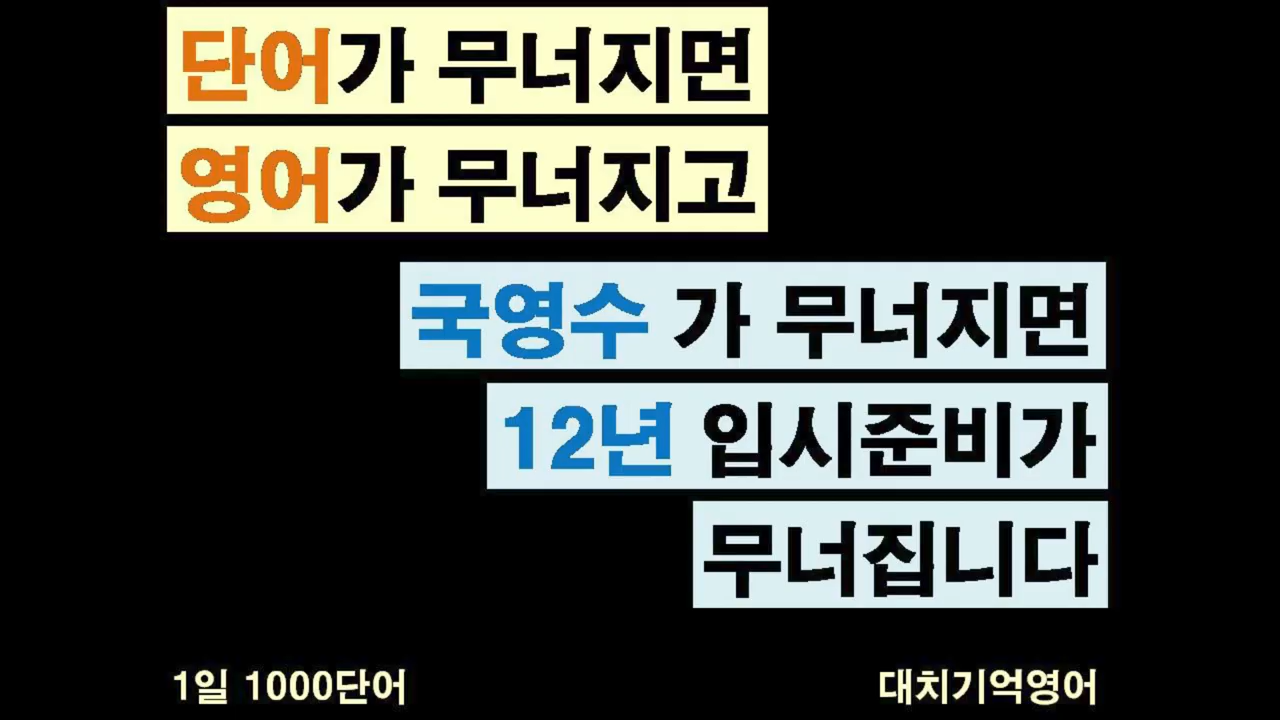 단어가 무너지면
영어가 무너지고
국영수 가 무너지면
12년 입시준비가
무너집니다
1일 1000단어
대치기억영어